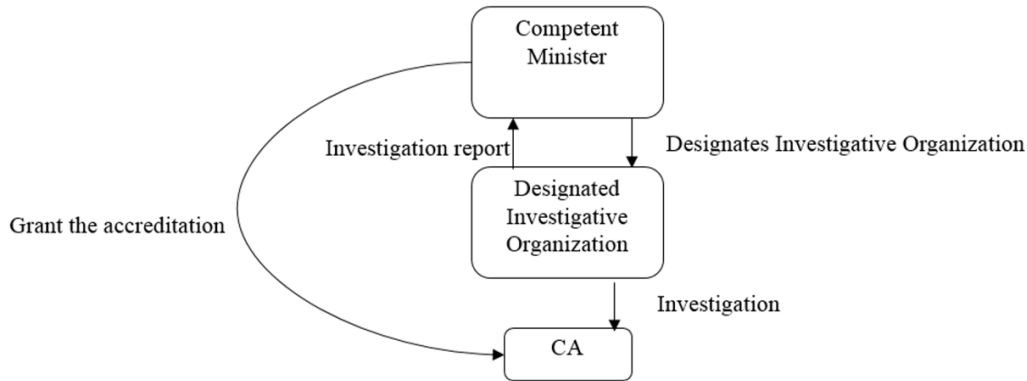 Competent
Minister
Investigation report
Designates Investigative Organization
Designated
Investigative
Organization
Grant the accreditation
Investigation
CA